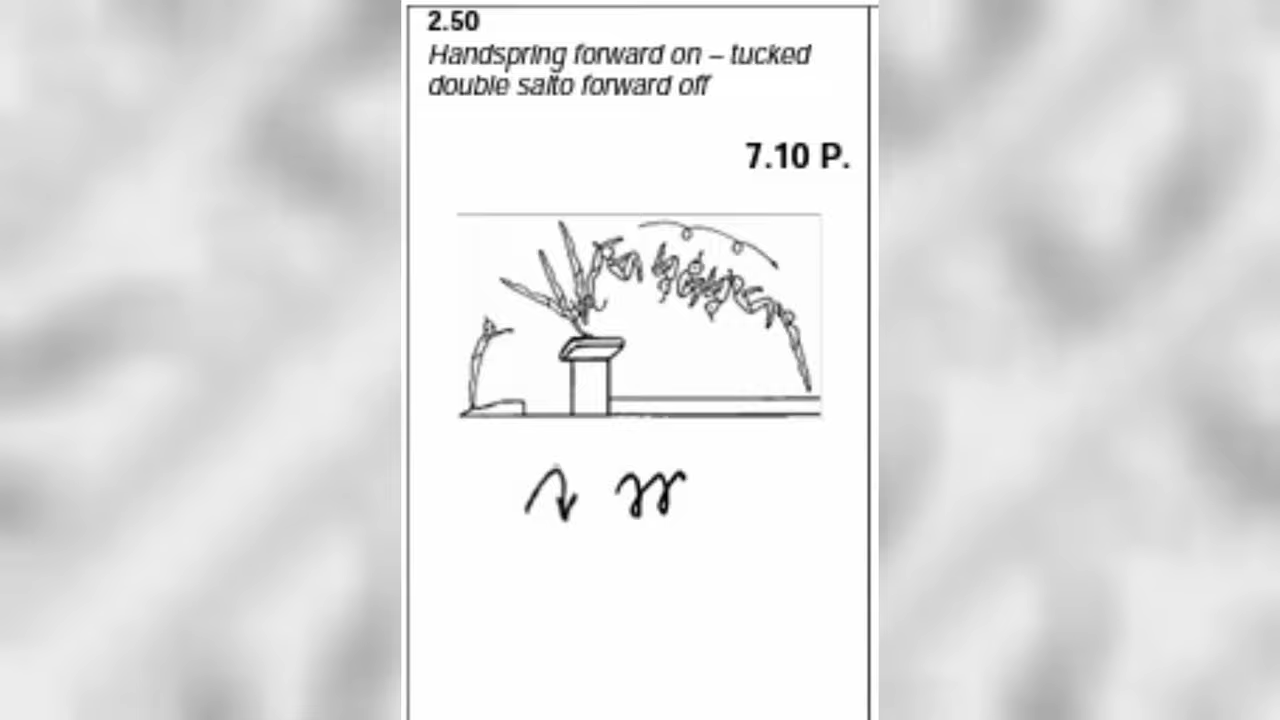 2.50
Handspring forward on – tucked
double salto forward off
7.10 P.